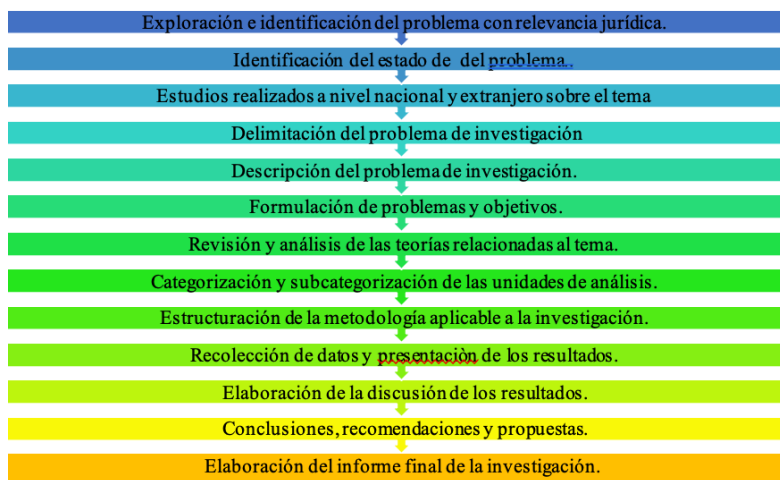 Exploración e identificación del problema con relevancia jurídica.
Identificación del estado de del problema..
Estudios realizados a nivel nacional y extranjero sobre el tema
Delimitación del problema de investigación
Descripción del problema de investigación.
Formulación de problemas y objetivos.
Revisión y análisis de las teorías relacionadas al tema.
Categorización y subcategorización de las unidades de análisis.
Estructuración de la metodología aplicable a la investigación.
Recolección de datos y presentaciòn de los resultados.
Elaboración de la discusión de los resultados.
Conclusiones, recomendaciones y propuestas.
Elaboración del informe final de la investigación.